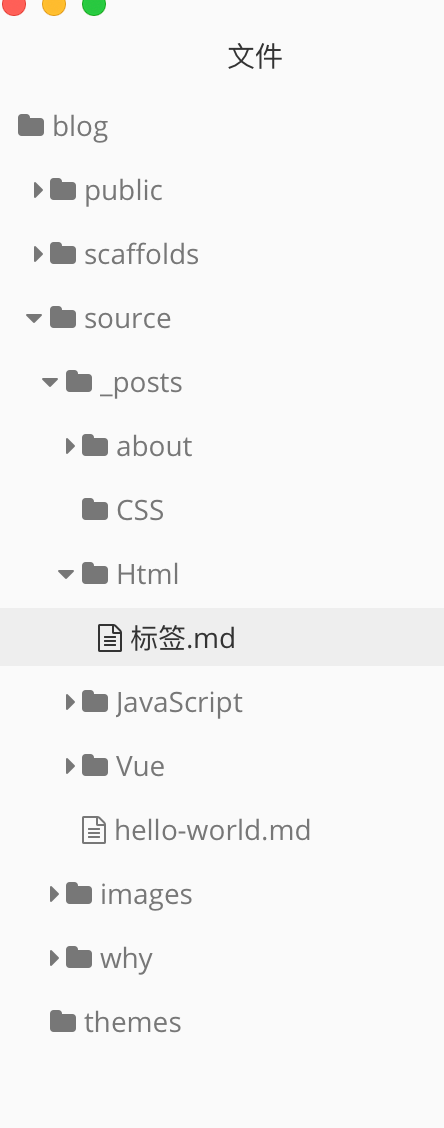 文件
blog
public
scaffolds
source
_posts
about
CSS
Html
标签.md
JavaScript
Vue
hello-world.md
images
why
themes